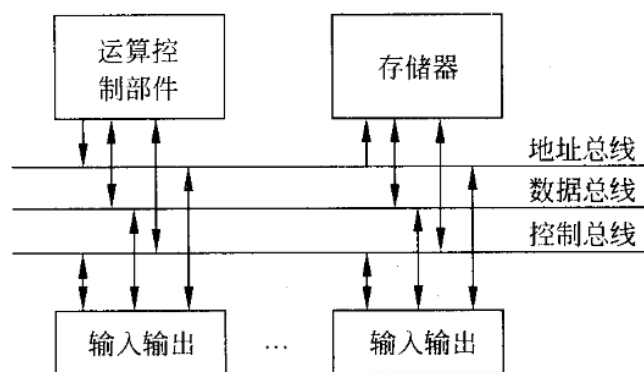 运算控
制部件
存储器
地址总线
数据总线
控制总线
输入输出
…
输入输出